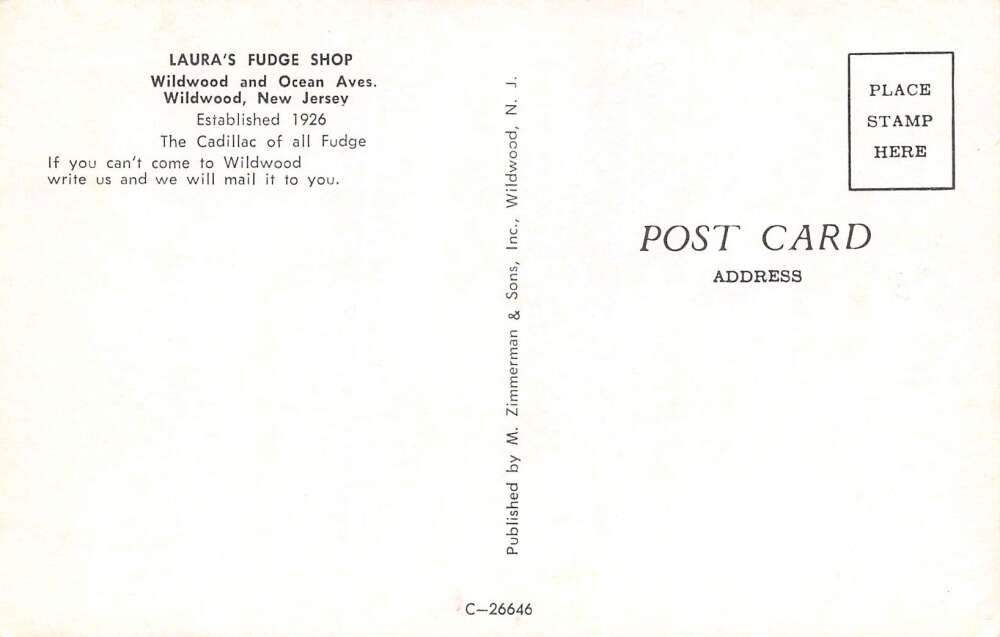 LAURA'S FUDGE SHOP
Wildwood and Ocean Aves.
Wildwood, New Jersey
Established 1926
The Cadillac of all Fudge
If you can't come to Wildwood
write us and we will mail it to you.
Published by M. Zimmerman & Sons, Inc., Wildwood, N. J.
PLACE
STAMP
HERE
POST CARD
ADDRESS
C—26646